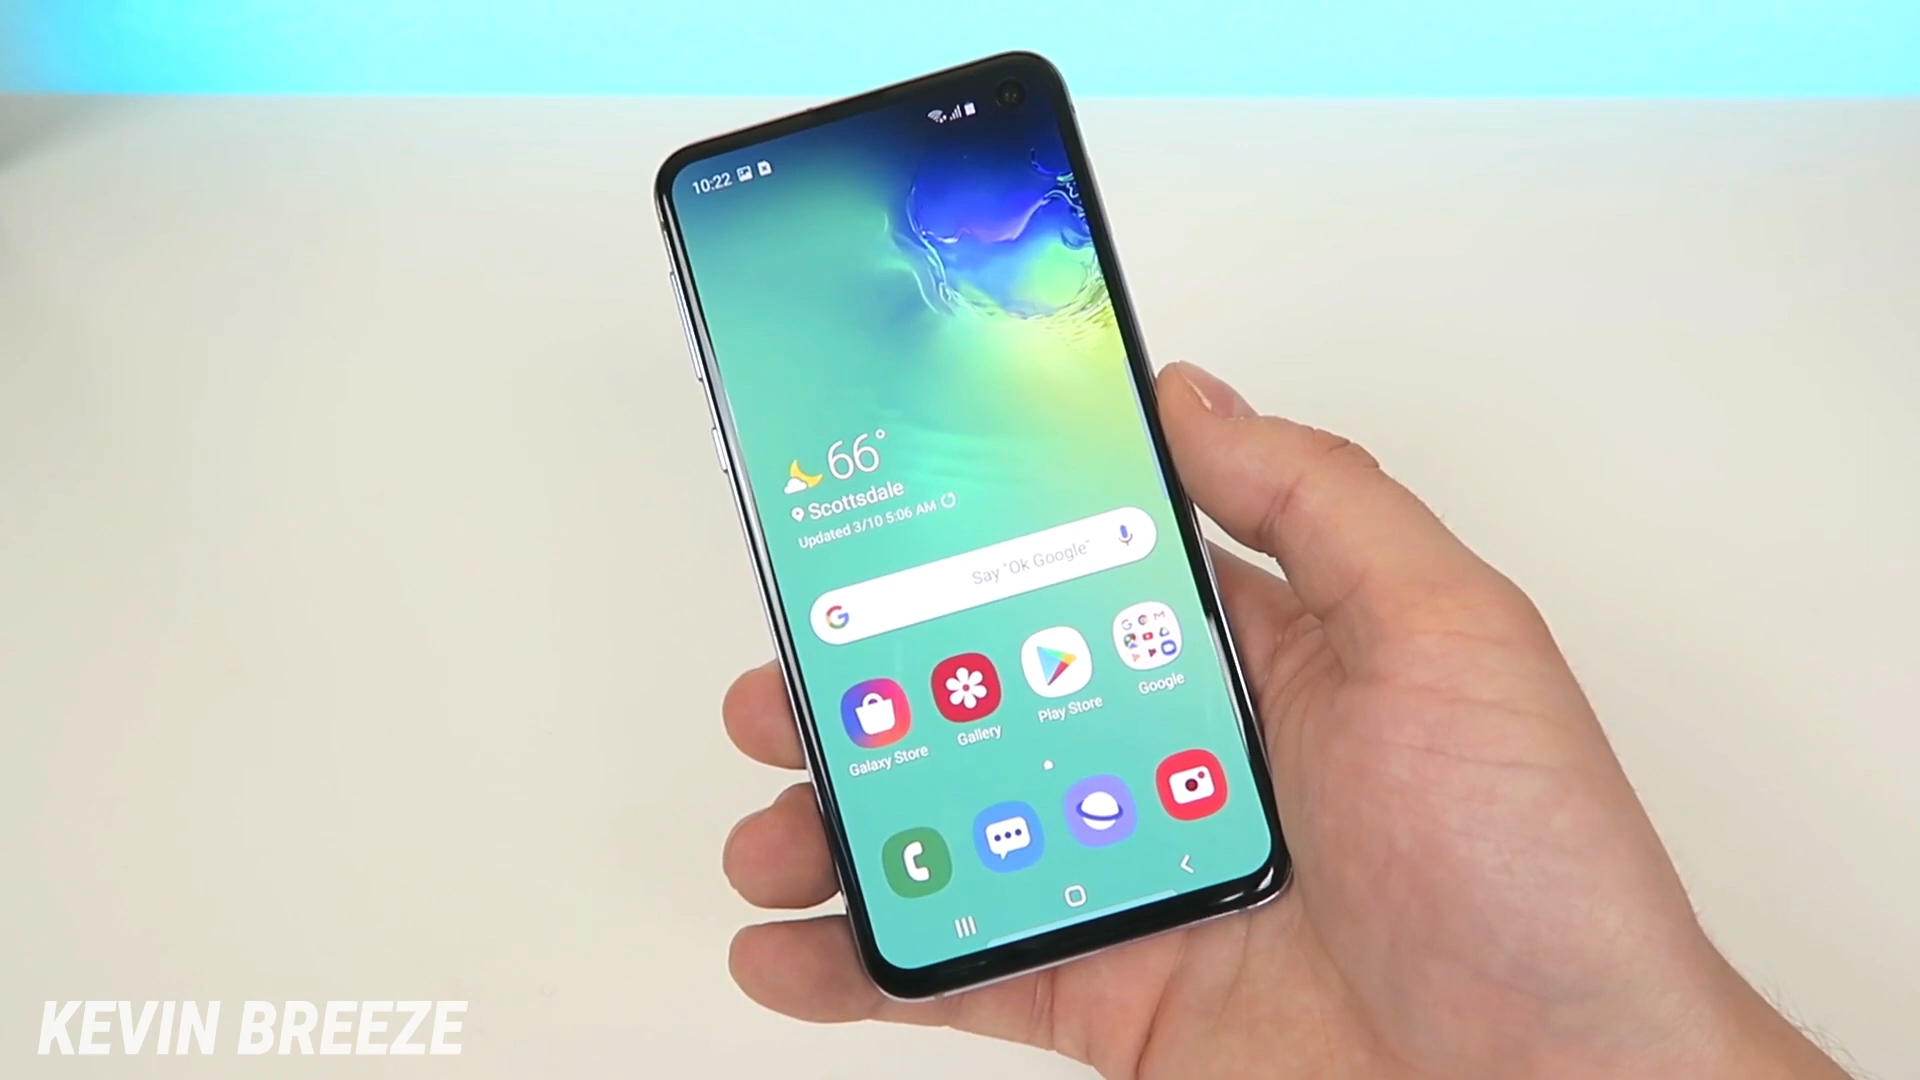 10:22
66°
Scottsdale
Updated 3/10 5:06 AM
Say "Ok Google"
Galaxy Store
Gallery
Play Store
Google
KEVIN BREEZE